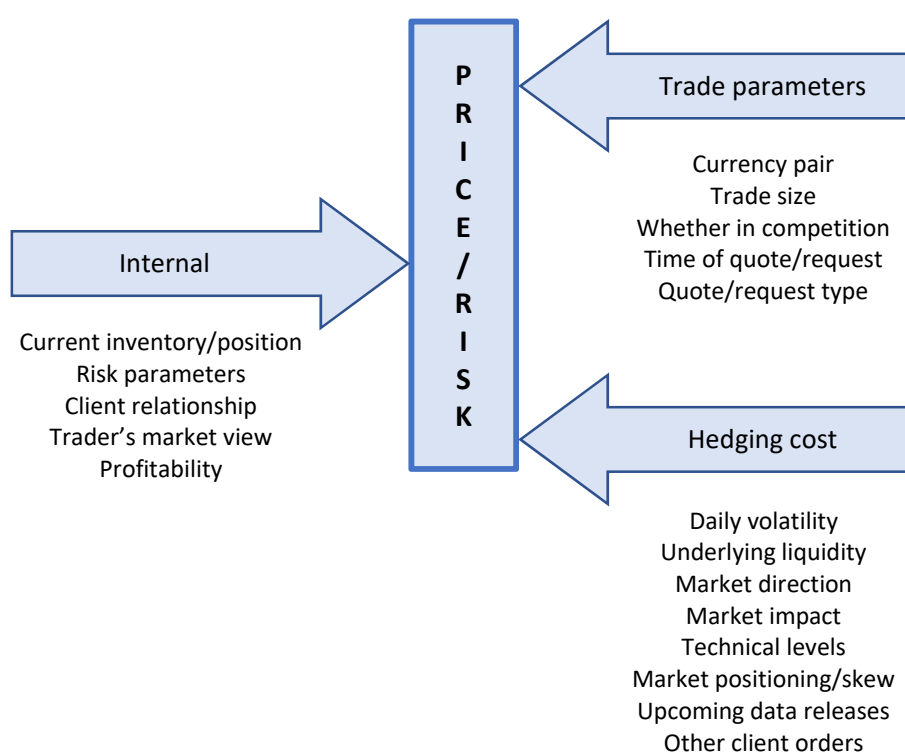 PRICE/RISK
Internal
Current inventory/position
Risk parameters
Client relationship
Trader's market view
Profitability
Trade parameters
Currency pair
Trade size
Whether in competition
Time of quote/request
Quote/request type
Hedging cost
Daily volatility
Underlying liquidity
Market direction
Market impact
Technical levels
Market positioning/skew
Upcoming data releases
Other client orders